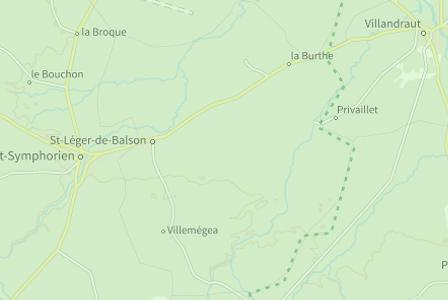 Villandraut
la Broque
la Burthe
le Bouchon
Privaillet
St-Léger-de-Balson
t-Symphorien
Villemégea
P